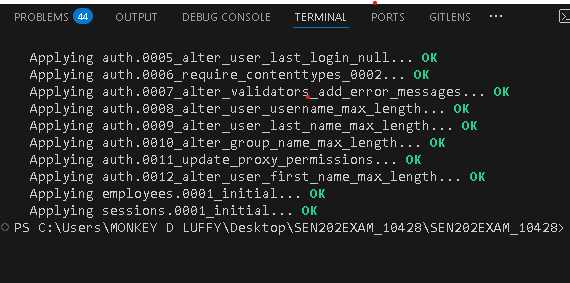 PROBLEMS 44 OUTPUT DEBUG CONSOLE TERMINAL PORTS GITLENS ...
Applying auth.0005_alter_user_last_login_null... OK
Applying auth.0006_require_contenttypes_0002... OK
Applying auth.0007_alter_validators_add_error_messages... OK
Applying auth.0008_alter_user_username_max_length... OK
Applying auth.0009_alter_user_last_name_max_length... OK
Applying auth.0010_alter_group_name_max_length... OK
Applying auth.0011_update_proxy_permissions... OK
Applying auth.0012_alter_user_first_name_max_length... OK
Applying employees.0001_initial... OK
Applying sessions.0001_initial... OK
PS C:\Users\MONKEY D LUFFY\Desktop\SEN202EXAM_10428\SEN202EXAM_10428>